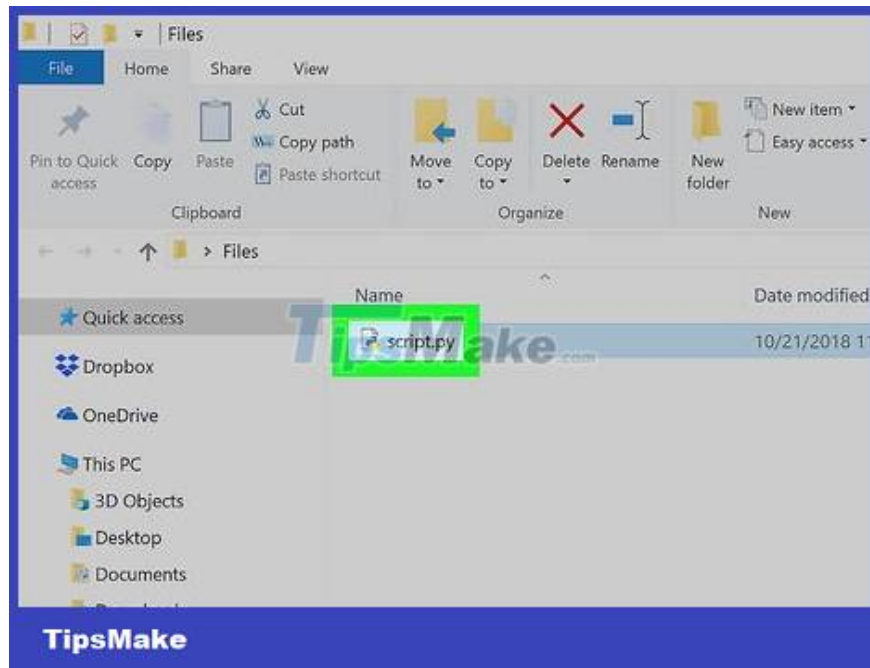 Files
File Home Share View
Pin to Quick access
Copy
Paste
Cut
Copy path
Paste shortcut
Move to
Copy to
Delete
Rename
New folder
New item
Easy access
Clipboard
Organize
New
Files
Name
Date modified
Quick access
script.py
10/21/2018 11
TipsMake.com
Dropbox
OneDrive
This PC
3D Objects
Desktop
Documents
TipsMake